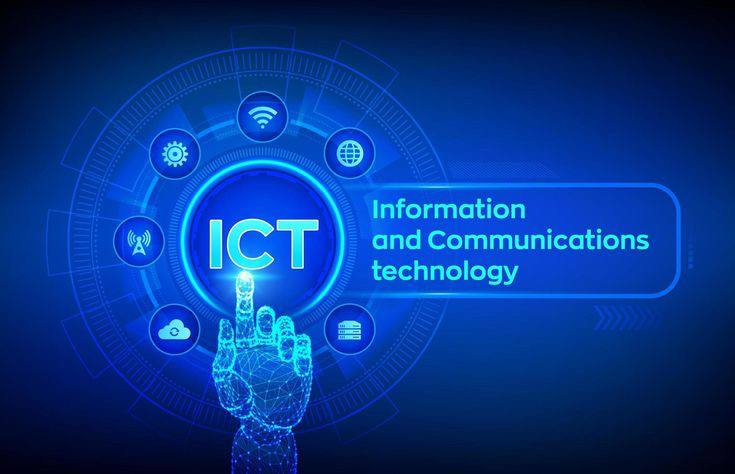 ICT
Information
and Communications
technology